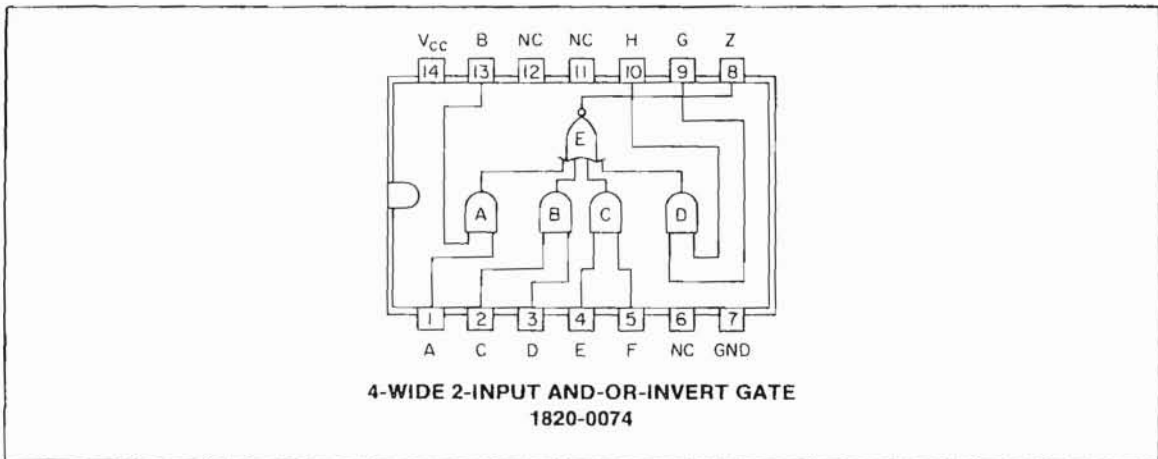 VCC B NC NC H G Z
14 13 12 11 10 9 8
E
A B C D
1 2 3 4 5 6 7
A C D E F NC GND
4-WIDE 2-INPUT AND-OR-INVERT GATE
1820-0074